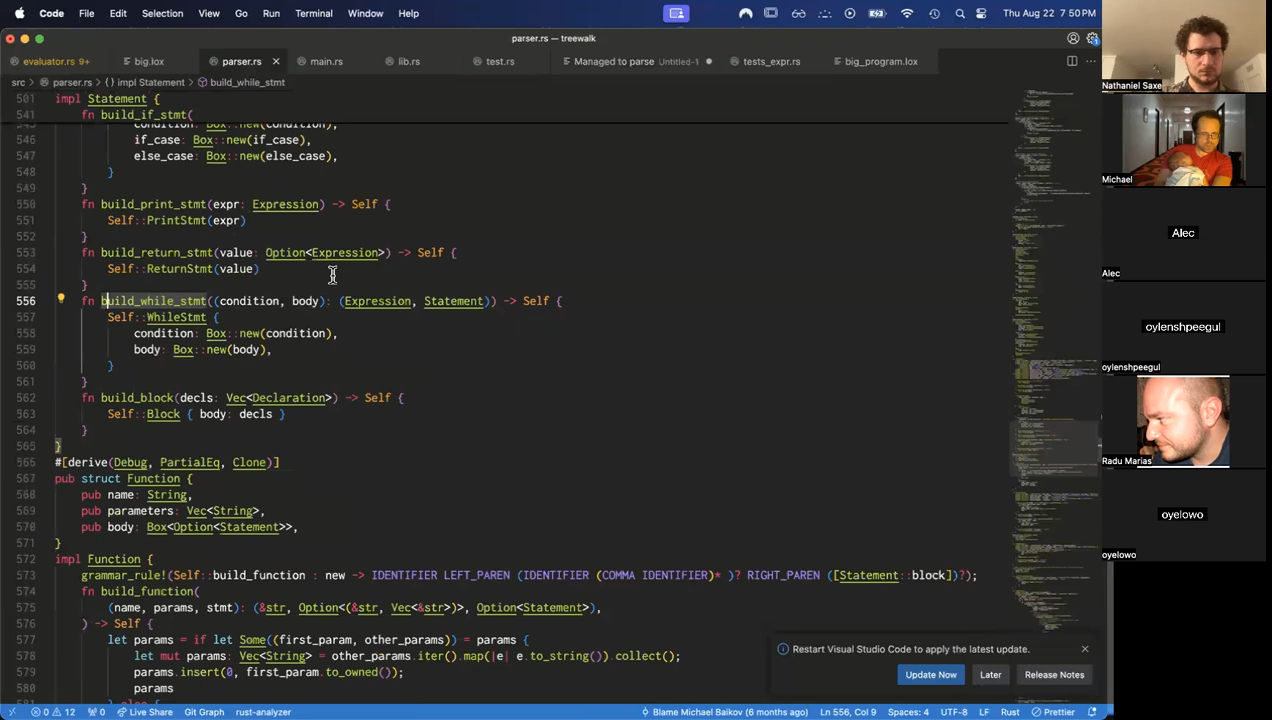 Code File Edit Selection View Go Run Terminal Window Help Thu Aug 22 7:50 PM
parser.rs — treewalk
evaluator.rs 9+ big.lox parser.rs main.rs lib.rs test.rs Managed to parse Untitled-1 tests_expr.rs big_program.lox
src > parser.rs > impl Statement > build_while_stmt
501 impl Statement {
541 fn build_if_stmt(
condition: Box::new(condition),
546 if_case: Box::new(if_case),
547 else_case: Box::new(else_case),
548 }
549 }
550 fn build_print_stmt(expr: Expression) -> Self {
551 Self::PrintStmt(expr)
552 }
553 fn build_return_stmt(value: Option<Expression>) -> Self {
554 Self::ReturnStmt(value)
555 }
556 fn build_while_stmt((condition, body): (Expression, Statement)) -> Self {
557 Self::WhileStmt {
558 condition: Box::new(condition),
559 body: Box::new(body),
560 }
561 }
562 fn build_block(decls: Vec<Declaration>) -> Self {
563 Self::Block { body: decls }
564 }
565 }
566 #[derive(Debug, PartialEq, Clone)]
567 pub struct Function {
568 pub name: String,
569 pub parameters: Vec<String>,
570 pub body: Box<Option<Statement>>,
571 }
572 impl Function {
573 grammar_rule!(Self::build_function : new -> IDENTIFIER LEFT_PAREN (IDENTIFIER (COMMA IDENTIFIER)* )? RIGHT_PAREN ([Statement::block])?);
574 fn build_function(
575 (name, params, stmt): (&str, Option<(&str, Vec<&str>)>, Option<Statement>),
576 ) -> Self {
577 let params = if let Some((first_param, other_params)) = params {
578 let mut params: Vec<String> = other_params.iter().map(|e| e.to_string()).collect();
579 params.insert(0, first_param.to_owned());
580 params
} else {
Restart Visual Studio Code to apply the latest update.
Update Now Later Release Notes
0 12 0 Live Share Git Graph rust-analyzer Blame Michael Baikov (6 months ago) Ln 556, Col 9 Spaces: 4 UTF-8 LF Rust Prettier
Nathaniel Saxe
Michael
Alec
Alec
oylenshpeegul
oylenshpeegul
Radu Marias
oyelowo
oyelowo